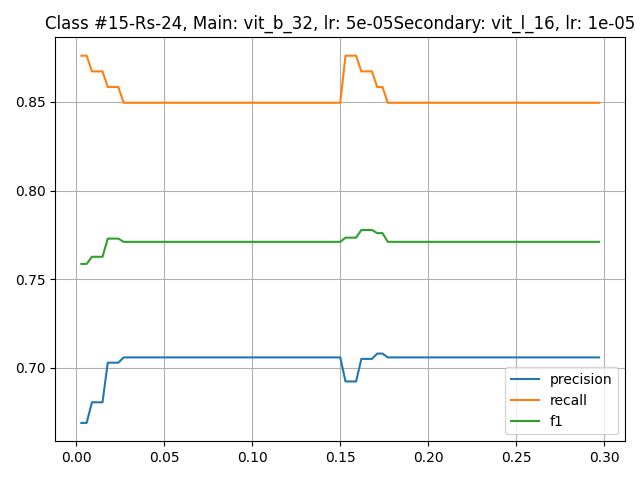 Class #15-Rs-24, Main: vit_b_32, lr: 5e-05Secondary: vit_l_16, lr: 1e-05
0.85
0.80
0.75
0.70
precision
recall
f1
0.00 0.05 0.10 0.15 0.20 0.25 0.30